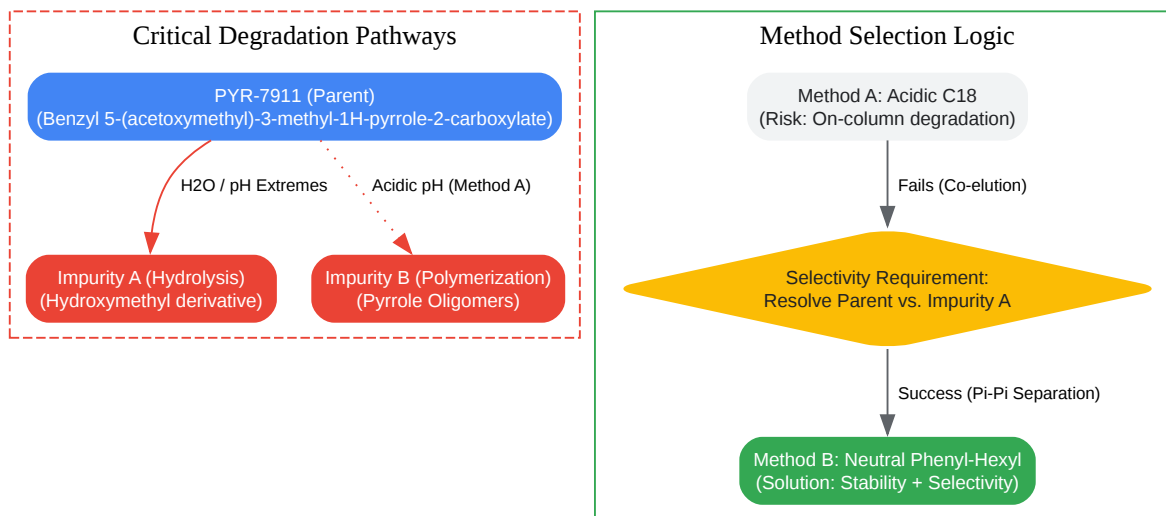 Critical Degradation Pathways
PYR-7911 (Parent)
(Benzyl 5-(acetoxymethyl)-3-methyl-1H-pyrrole-2-carboxylate)
H2O / pH Extremes
Acidic pH (Method A)
Impurity A (Hydrolysis)
(Hydroxymethyl derivative)
Impurity B (Polymerization)
(Pyrrole Oligomers)
Method Selection Logic
Method A: Acidic C18
(Risk: On-column degradation)
Fails (Co-elution)
Selectivity Requirement:
Resolve Parent vs. Impurity A
Success (Pi-Pi Separation)
Method B: Neutral Phenyl-Hexyl
(Solution: Stability + Selectivity)